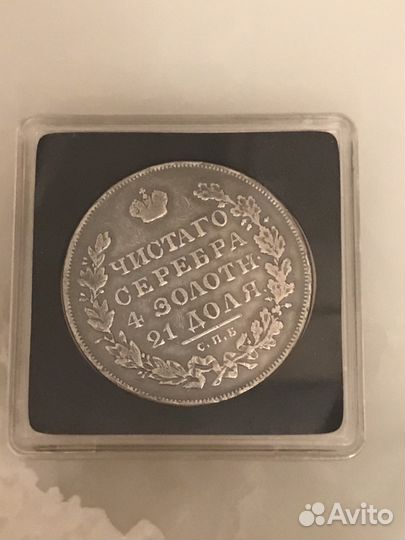 ЧИСТАГО
СЕРЕБРА
4 ЗОЛОТН.
21 ДОЛЯ
С.П.Б
Avito